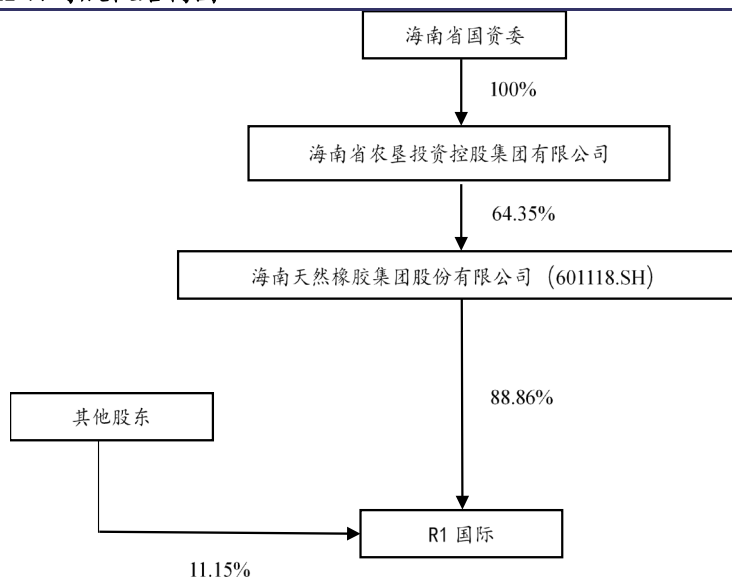 海南省国资委
100%
海南省农垦投资控股集团有限公司
64.35%
海南天然橡胶集团股份有限公司（601118.SH）
88.86%
其他股东
R1 国际
11.15%